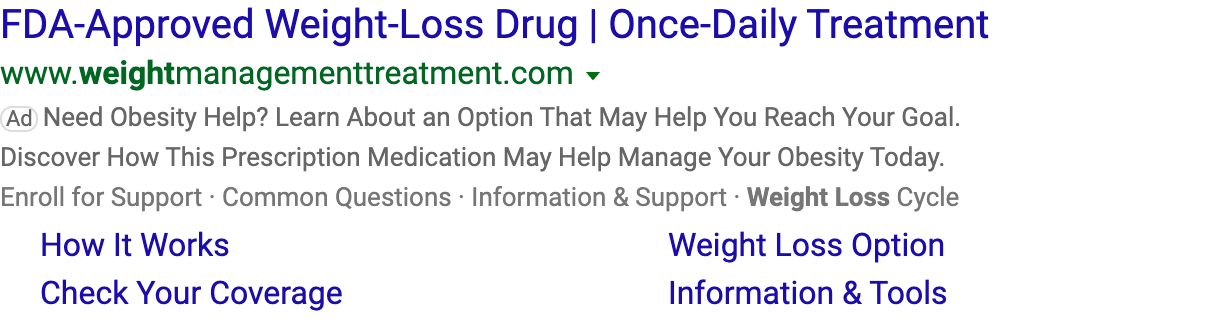 FDA-Approved Weight-Loss Drug | Once-Daily Treatment
www.weightmanagementtreatment.com
Ad Need Obesity Help? Learn About an Option That May Help You Reach Your Goal.
Discover How This Prescription Medication May Help Manage Your Obesity Today.
Enroll for Support · Common Questions · Information & Support · Weight Loss Cycle
How It Works Weight Loss Option
Check Your Coverage Information & Tools